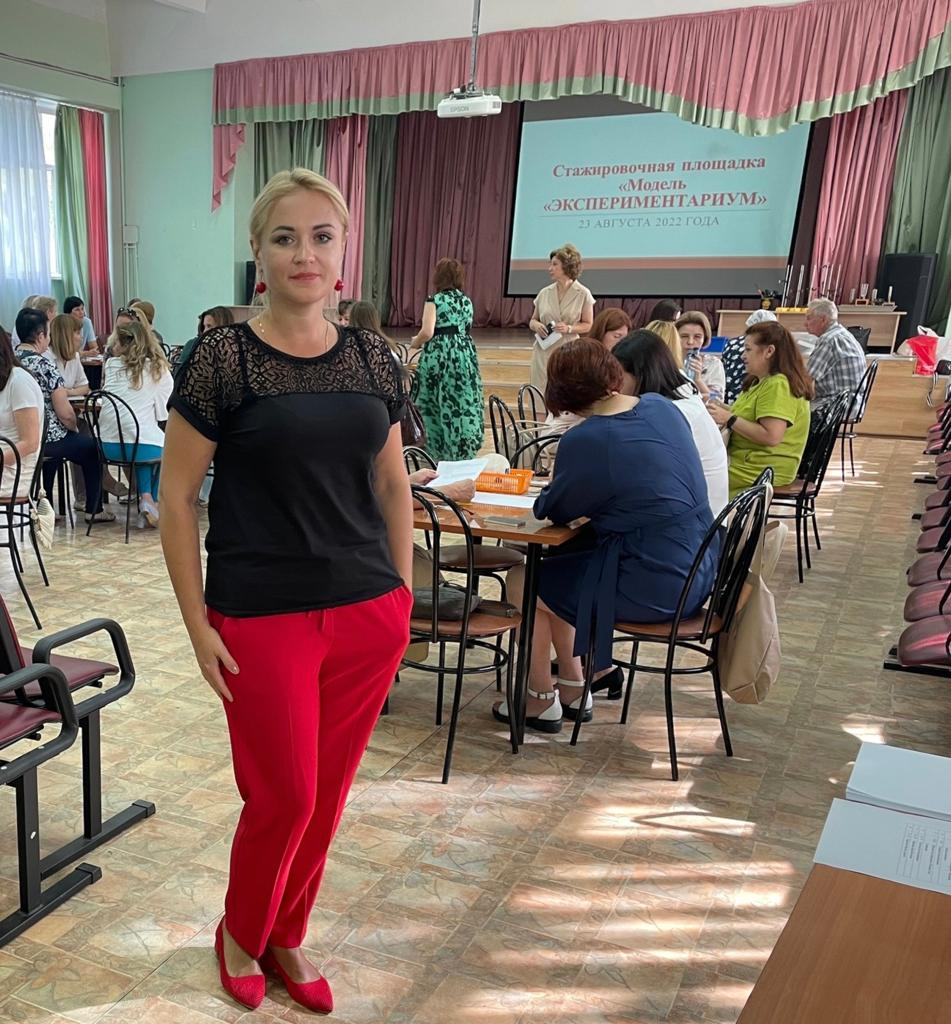 EPSON
Стажировочная площадка
«Модель
«ЭКСПЕРИМЕНТАРИУМ»
23 АВГУСТА 2022 ГОДА